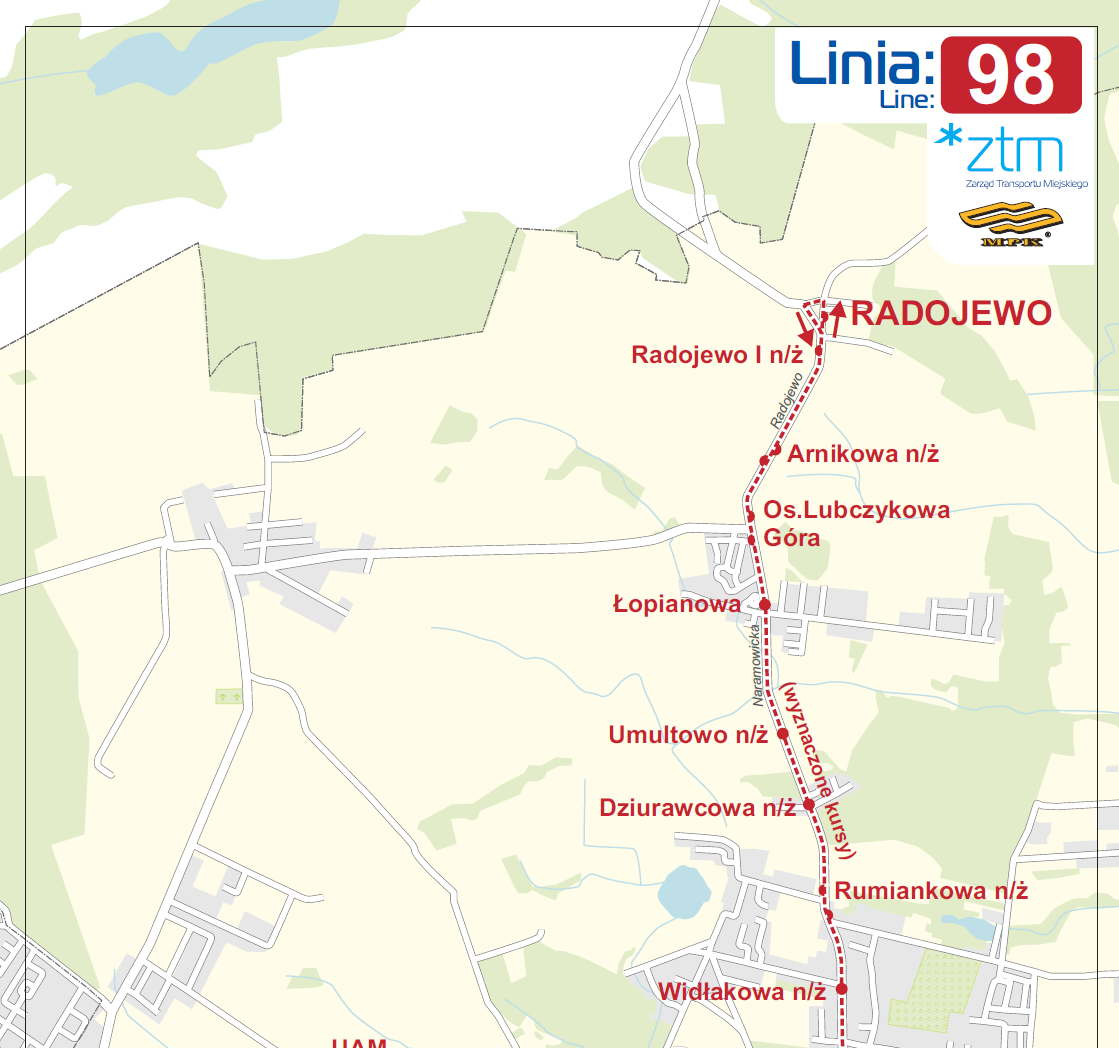 Linia: 98
Line:
ztm
Zarząd Transportu Miejskiego
MPK®
RADOJEWO
Radojewo I n/ż
Radojewo
Arnikowa n/ż
Os.Lubczykowa
Góra
Łopianowa
Naramowicka
(wyznaczone kursy)
Umultowo n/ż
Dziurawcowa n/ż
Rumiankowa n/ż
Widłakowa n/ż
UAM